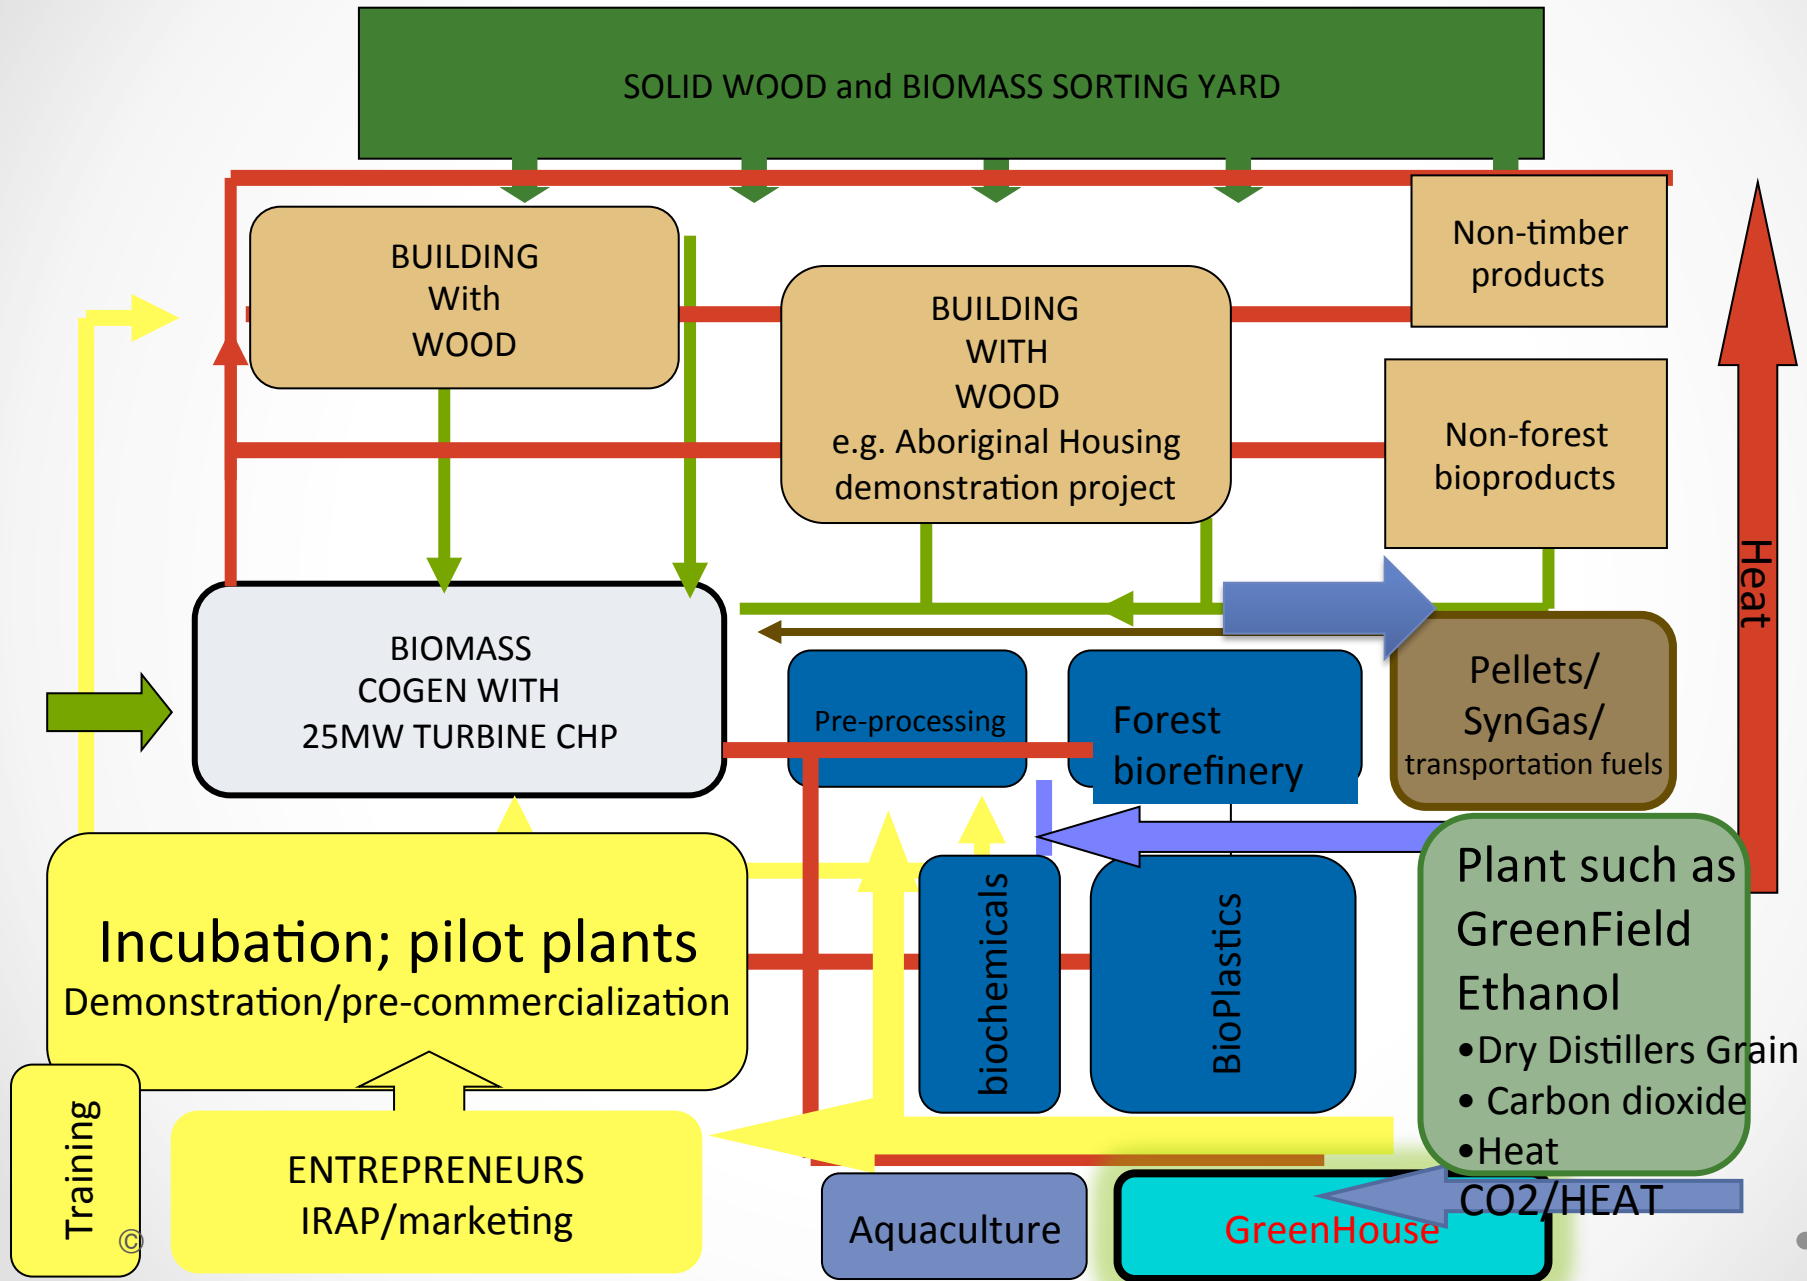 SOLID WOOD and BIOMASS SORTING YARD
BUILDING
With
WOOD
BUILDING
WITH
WOOD
e.g. Aboriginal Housing
demonstration project
Non-timber
products
Non-forest
bioproducts
Heat
BIOMASS
COGEN WITH
25MW TURBINE CHP
Pre-processing
Forest
biorefinery
Pellets/
SynGas/
transportation fuels
Incubation; pilot plants
Demonstration/pre-commercialization
biochemicals
BioPlastics
Plant such as
GreenField
Ethanol
•Dry Distillers Grain
• Carbon dioxide
•Heat
CO2/HEAT
Training
ENTREPRENEURS
IRAP/marketing
Aquaculture
GreenHouse
©